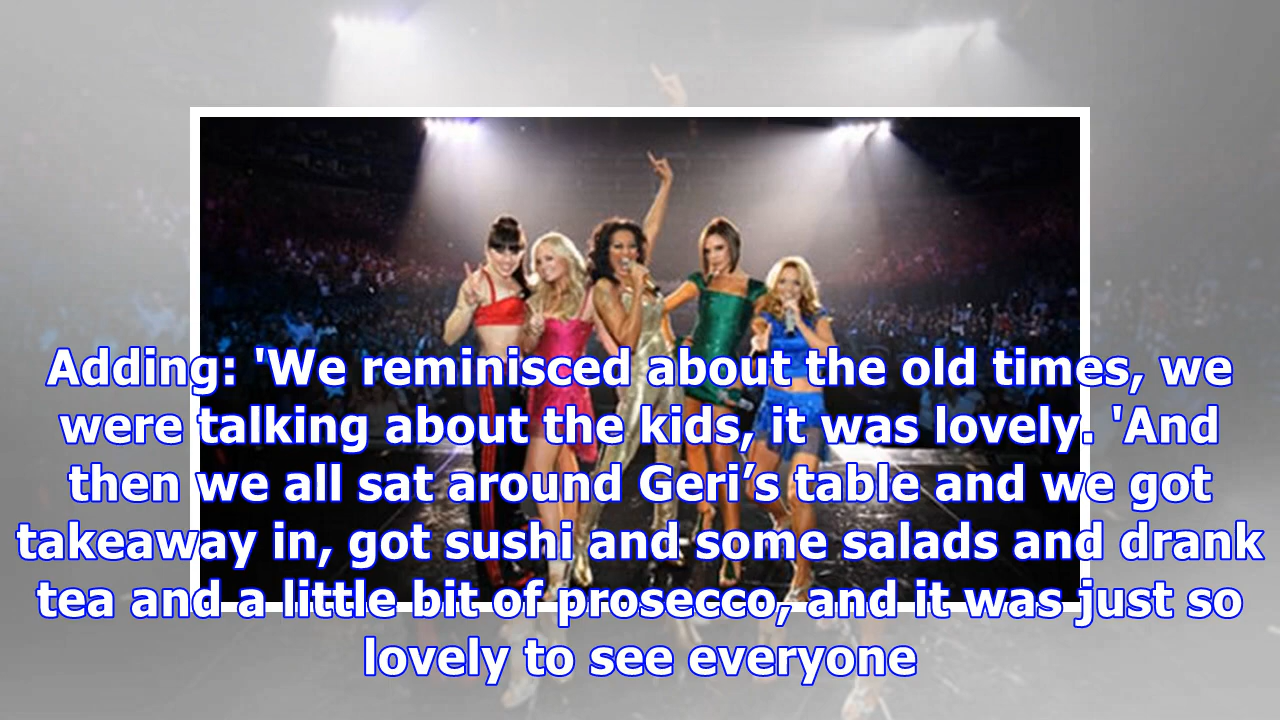 Adding: 'We reminisced about the old times, we
were talking about the kids, it was lovely. 'And
then we all sat around Geri’s table and we got
takeaway in, got sushi and some salads and drank
tea and a little bit of prosecco, and it was just so
lovely to see everyone